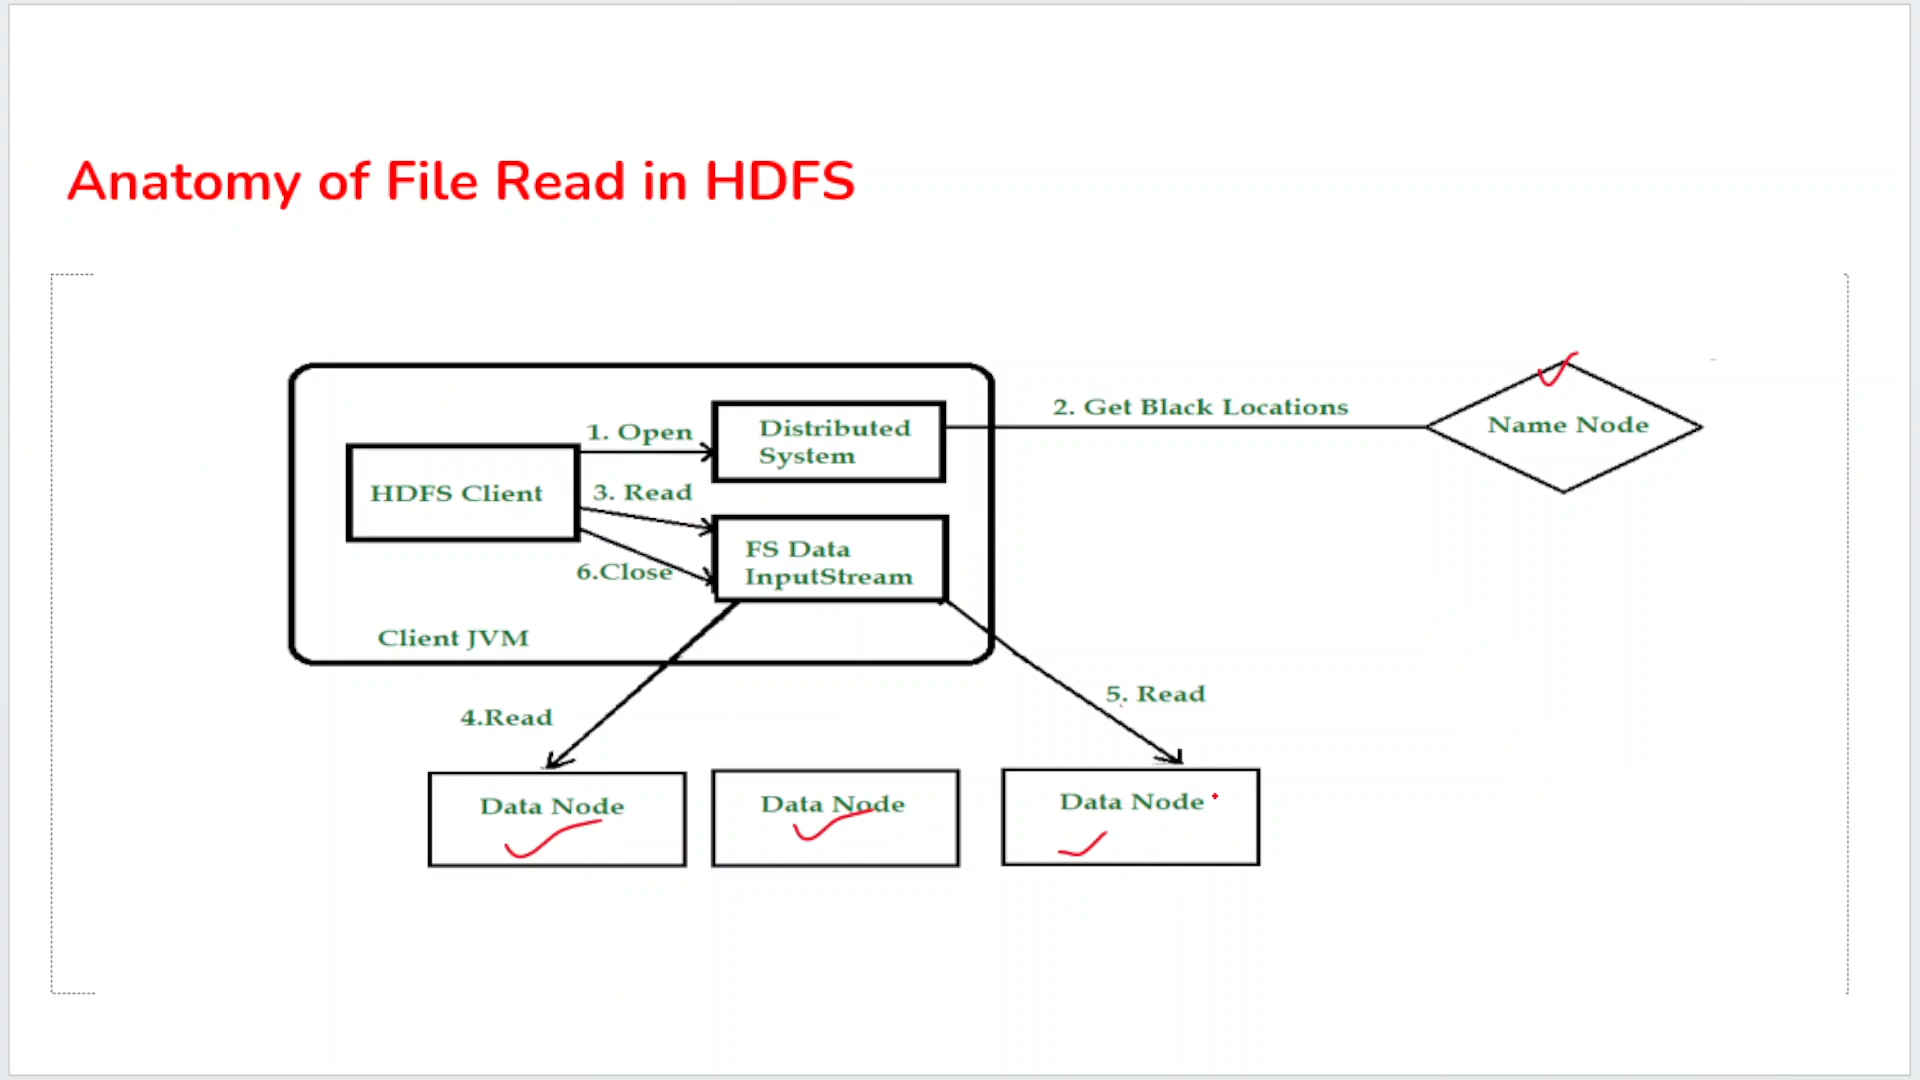 Anatomy of File Read in HDFS
1. Open
Distributed
System
2. Get Black Locations
Name Node
HDFS Client
3. Read
FS Data
InputStream
6.Close
Client JVM
4.Read
5. Read
Data Node
Data Node
Data Node